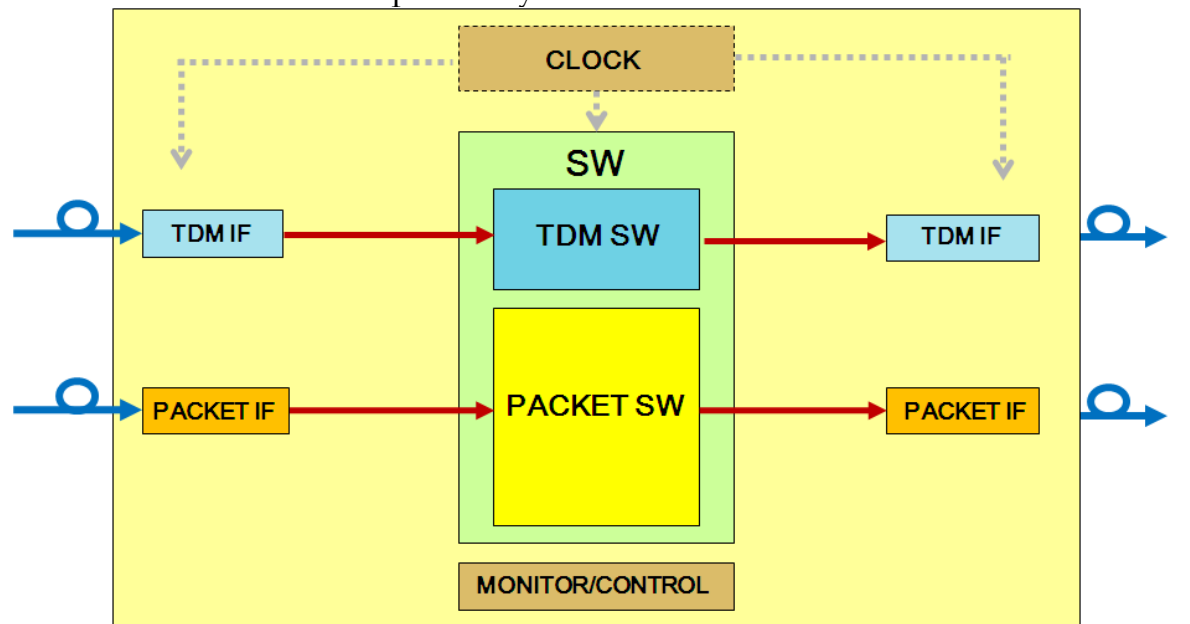 CLOCK
SW
TDM IF
TDM SW
TDM IF
PACKET IF
PACKET SW
PACKET IF
MONITOR/CONTROL